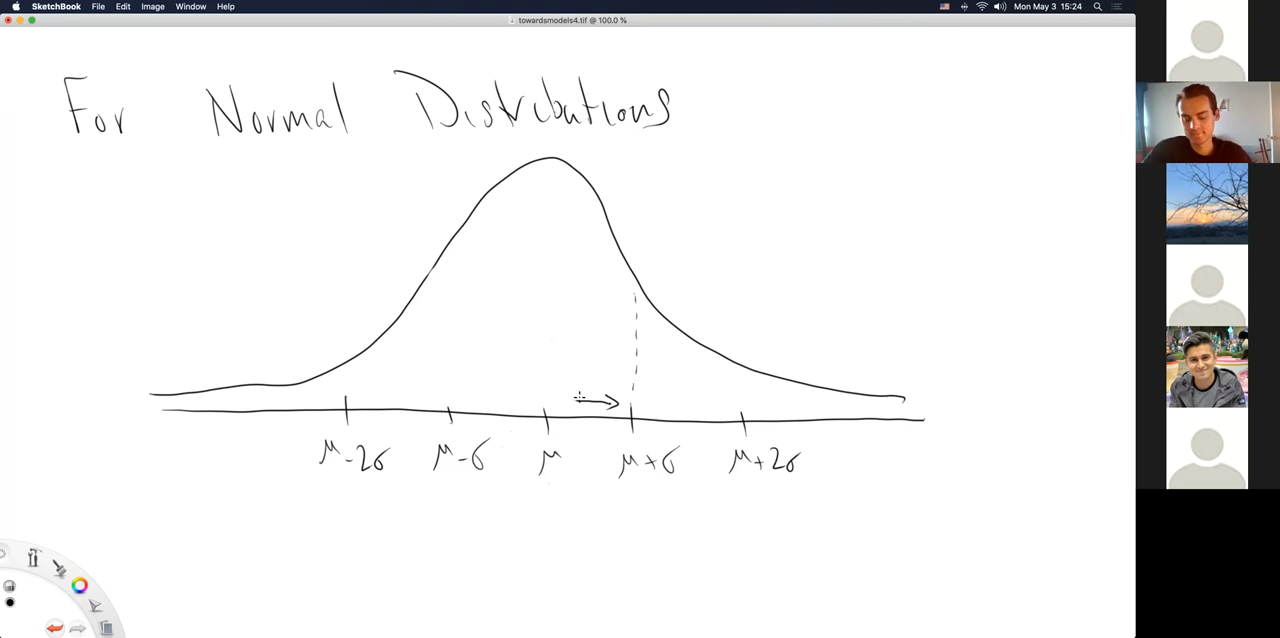 SketchBook File Edit Image Window Help Mon May 3 15:24
towardsmodels4.tif @ 100.0 %
For Normal Distributions
μ-2σ μ-σ μ μ+σ μ+2σ